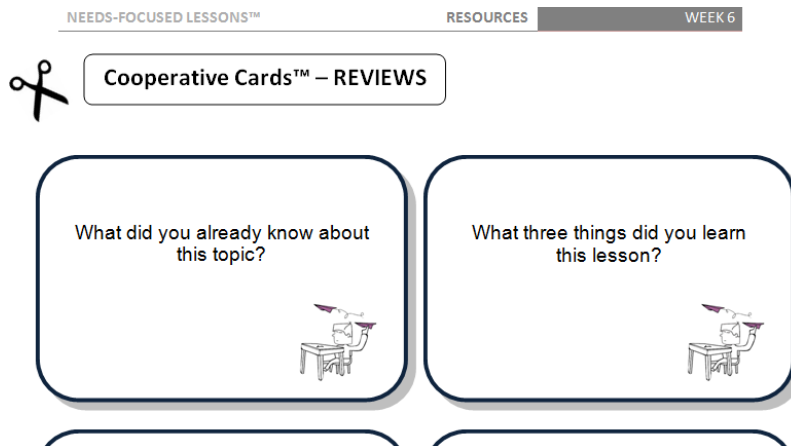 NEEDS-FOCUSED LESSONS™ RESOURCES WEEK 6
Cooperative Cards™ – REVIEWS
What did you already know about
this topic?
What three things did you learn
this lesson?